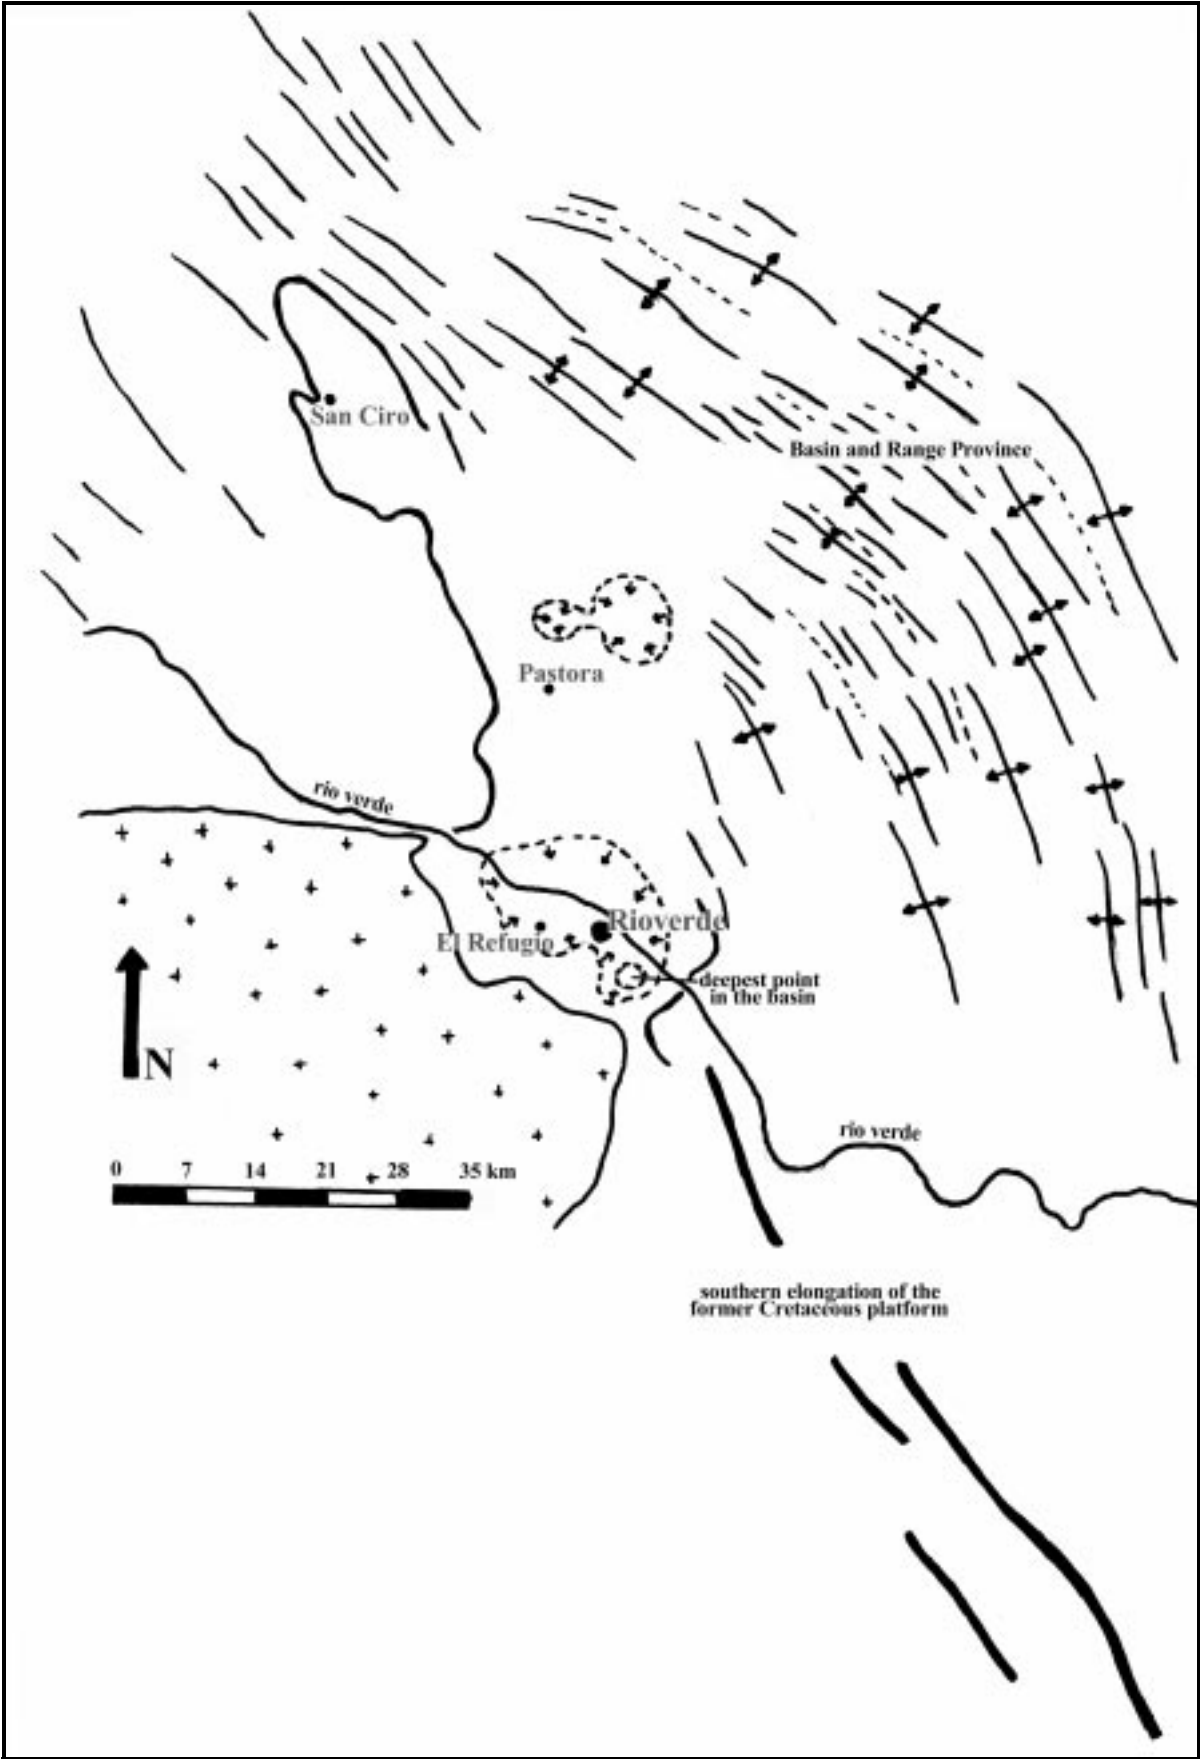 San Ciro
Basin and Range Province
Pastora
rio verde
Rioverde
El Refugio
deepest point
in the basin
N
rio verde
0 7 14 21 28 35 km
southern elongation of the
former Cretaceous platform